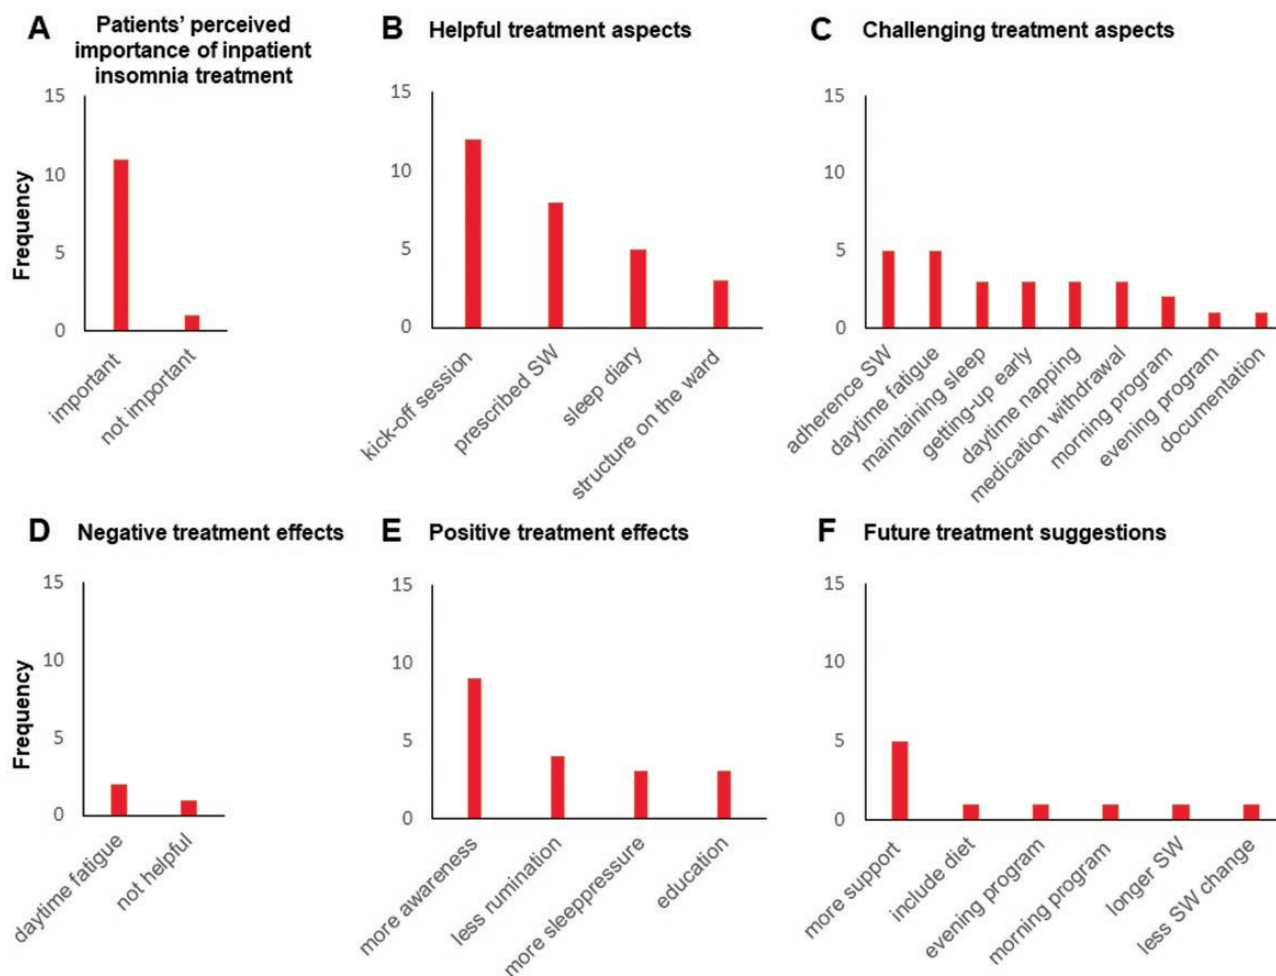 A Patients' perceived
importance of inpatient
insomnia treatment
15
10
5
0
Frequency
important
not important
B Helpful treatment aspects
15
10
5
0
kick-off session
prescribed SW
sleep diary
structure on the ward
C Challenging treatment aspects
15
10
5
0
adherence SW
daytime fatigue
maintaining sleep
getting-up early
daytime napping
medication withdrawal
morning program
evening program
documentation
D Negative treatment effects
15
10
5
0
Frequency
daytime fatigue
not helpful
E Positive treatment effects
15
10
5
0
more awareness
less rumination
more sleeppressure
education
F Future treatment suggestions
15
10
5
0
more support
include diet
evening program
morning program
longer SW
less SW change